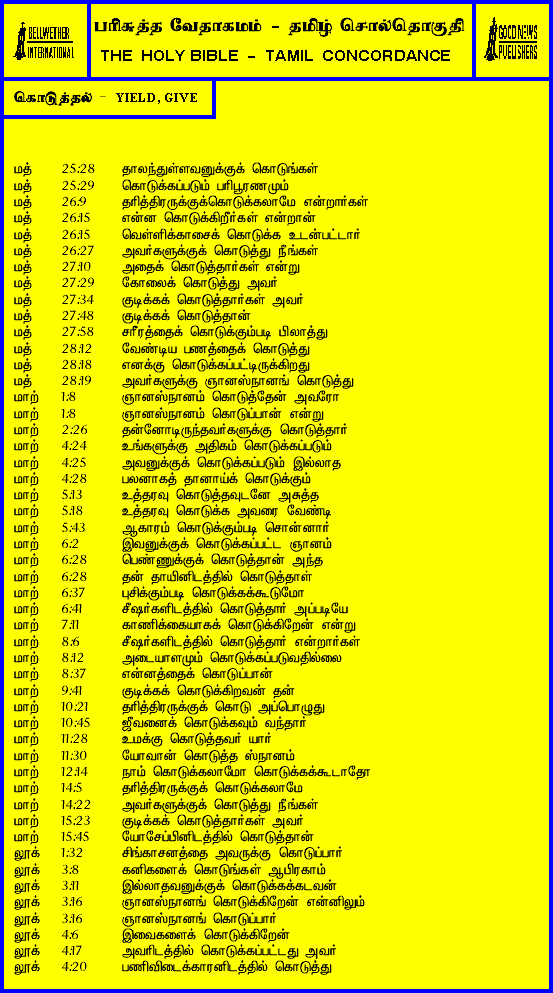 BELLWETHER INTERNATIONAL
பரிசுத்த வேதாகமம் - தமிழ் சொல்தொகுதி
THE HOLY BIBLE - TAMIL CONCORDANCE
GOOD NEWS PUBLISHERS
கொடுத்தல் - YIELD, GIVE
மத் 25:28 தாலந்துள்ளவனுக்குக் கொடுங்கள்
மத் 25:29 கொடுக்கப்படும் பரிபூரணமும்
மத் 26:9 தரித்திரருக்குக்கொடுக்கலாமே என்றார்கள்
மத் 26:15 என்ன கொடுக்கிறீர்கள் என்றான்
மத் 26:15 வெள்ளிக்காசைக் கொடுக்க உடன்பட்டார்
மத் 26:27 அவர்களுக்குக் கொடுத்து நீங்கள்
மத் 27:10 அதைக் கொடுத்தார்கள் என்று
மத் 27:29 கோலைக் கொடுத்து அவர்
மத் 27:34 குடிக்கக் கொடுத்தார்கள் அவர்
மத் 27:48 குடிக்கக் கொடுத்தான்
மத் 27:58 சரீரத்தைக் கொடுக்கும்படி பிலாத்து
மத் 28:12 வேண்டிய பணத்தைக் கொடுத்து
மத் 28:18 எனக்கு கொடுக்கப்பட்டிருக்கிறது
மத் 28:19 அவர்களுக்கு ஞானஸ்நானங் கொடுத்து
மாற் 1:8 ஞானஸ்நானம் கொடுத்தேன் அவரோ
மாற் 1:8 ஞானஸ்நானம் கொடுப்பான் என்று
மாற் 2:26 தன்னோடிருந்தவர்களுக்கு கொடுத்தார்
மாற் 4:24 உங்களுக்கு அதிகம் கொடுக்கப்படும்
மாற் 4:25 அவனுக்குக் கொடுக்கப்படும் இல்லாத
மாற் 4:28 பலனாகத் தானாய்க் கொடுக்கும்
மாற் 5:13 உத்தரவு கொடுத்தவுடனே அசுத்த
மாற் 5:18 உத்தரவு கொடுக்க அவரை வேண்டி
மாற் 5:43 ஆகாரம் கொடுக்கும்படி சொன்னார்
மாற் 6:2 இவனுக்குக் கொடுக்கப்பட்ட ஞானம்
மாற் 6:28 பெண்ணுக்குக் கொடுத்தான் அந்த
மாற் 6:28 தன் தாயினிடத்தில் கொடுத்தாள்
மாற் 6:37 புசிக்கும்படி கொடுக்கக்கூடுமோ
மாற் 6:41 சீஷர்களிடத்தில் கொடுத்தார் அப்படியே
மாற் 7:11 காணிக்கையாகக் கொடுக்கிறேன் என்று
மாற் 8:6 சீஷர்களிடத்தில் கொடுத்தார் என்றார்கள்
மாற் 8:12 அடையாளமும் கொடுக்கப்படுவதில்லை
மாற் 8:37 என்னத்தைக் கொடுப்பான்
மாற் 9:41 குடிக்கக் கொடுக்கிறவன் தன்
மாற் 10:21 தரித்திரருக்குக் கொடு அப்பொழுது
மாற் 10:45 ஜீவனைக் கொடுக்கவும் வந்தார்
மாற் 11:28 உமக்கு கொடுத்தவர் யார்
மாற் 11:30 யோவான் கொடுத்த ஸ்நானம்
மாற் 12:14 நாம் கொடுக்கலாமோ கொடுக்கக்கூடாதோ
மாற் 14:5 தரித்திரருக்குக் கொடுக்கலாமே
மாற் 14:22 அவர்களுக்குக் கொடுத்து நீங்கள்
மாற் 15:23 குடிக்கக் கொடுத்தார்கள் அவர்
மாற் 15:45 யோசேப்பினிடத்தில் கொடுத்தான்
லூக் 1:32 சிங்காசனத்தை அவருக்கு கொடுப்பார்
லூக் 3:8 கனிகளைக் கொடுங்கள் ஆபிரகாம்
லூக் 3:11 இல்லாதவனுக்குக் கொடுக்கக்கடவன்
லூக் 3:16 ஞானஸ்நானங் கொடுக்கிறேன் என்னிலும்
லூக் 3:16 ஞானஸ்நானங் கொடுப்பார்
லூக் 4:6 இவைகளைக் கொடுக்கிறேன்
லூக் 4:17 அவரிடத்தில் கொடுக்கப்பட்டது அவர்
லூக் 4:20 பணிவிடைக்காரனிடத்தில் கொடுத்து